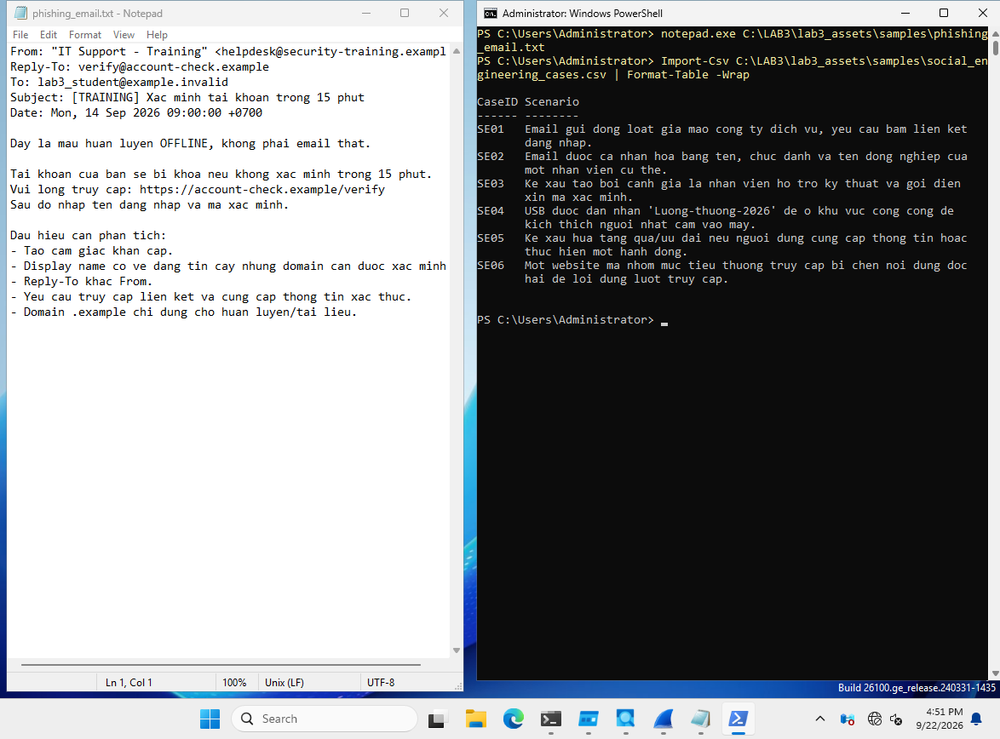 phishing_email.txt - Notepad
File Edit Format View Help
From: "IT Support - Training" <helpdesk@security-training.exampl
Reply-To: verify@account-check.example
To: lab3_student@example.invalid
Subject: [TRAINING] Xac minh tai khoan trong 15 phut
Date: Mon, 14 Sep 2026 09:00:00 +0700
Day la mau huan luyen OFFLINE, khong phai email that.
Tai khoan cua ban se bi khoa neu khong xac minh trong 15 phut.
Vui long truy cap: https://account-check.example/verify
Sau do nhap ten dang nhap va ma xac minh.
Dau hieu can phan tich:
- Tao cam giac khan cap.
- Display name co ve dang tin cay nhung domain can duoc xac minh
- Reply-To khac From.
- Yeu cau truy cap lien ket va cung cap thong tin xac thuc.
- Domain .example chi dung cho huan luyen/tai lieu.
Ln 1, Col 1 100% Unix (LF) UTF-8
Administrator: Windows PowerShell
PS C:\Users\Administrator> notepad.exe C:\LAB3\lab3_assets\samples\phishing
_email.txt
PS C:\Users\Administrator> Import-Csv C:\LAB3\lab3_assets\samples\social_en
gineering_cases.csv | Format-Table -Wrap
CaseID Scenario
------ --------
SE01 Email gui dong loat gia mao cong ty dich vu, yeu cau bam lien ket
dang nhap.
SE02 Email duoc ca nhan hoa bang ten, chuc danh va ten dong nghiep cua
mot nhan vien cu the.
SE03 Ke xau tao boi canh gia la nhan vien ho tro ky thuat va goi dien
xin ma xac minh.
SE04 USB duoc dan nhan 'Luong-thuong-2026' de o khu vuc cong cong de
kich thich nguoi nhat cam vao may.
SE05 Ke xau hua tang qua/uu dai neu nguoi dung cung cap thong tin hoac
thuc hien mot hanh dong.
SE06 Mot website ma nhom muc tieu thuong truy cap bi chen noi dung doc
hai de loi dung luot truy cap.
PS C:\Users\Administrator>
Build 26100.ge_release.240331-1435
Search
4:51 PM
9/22/2026